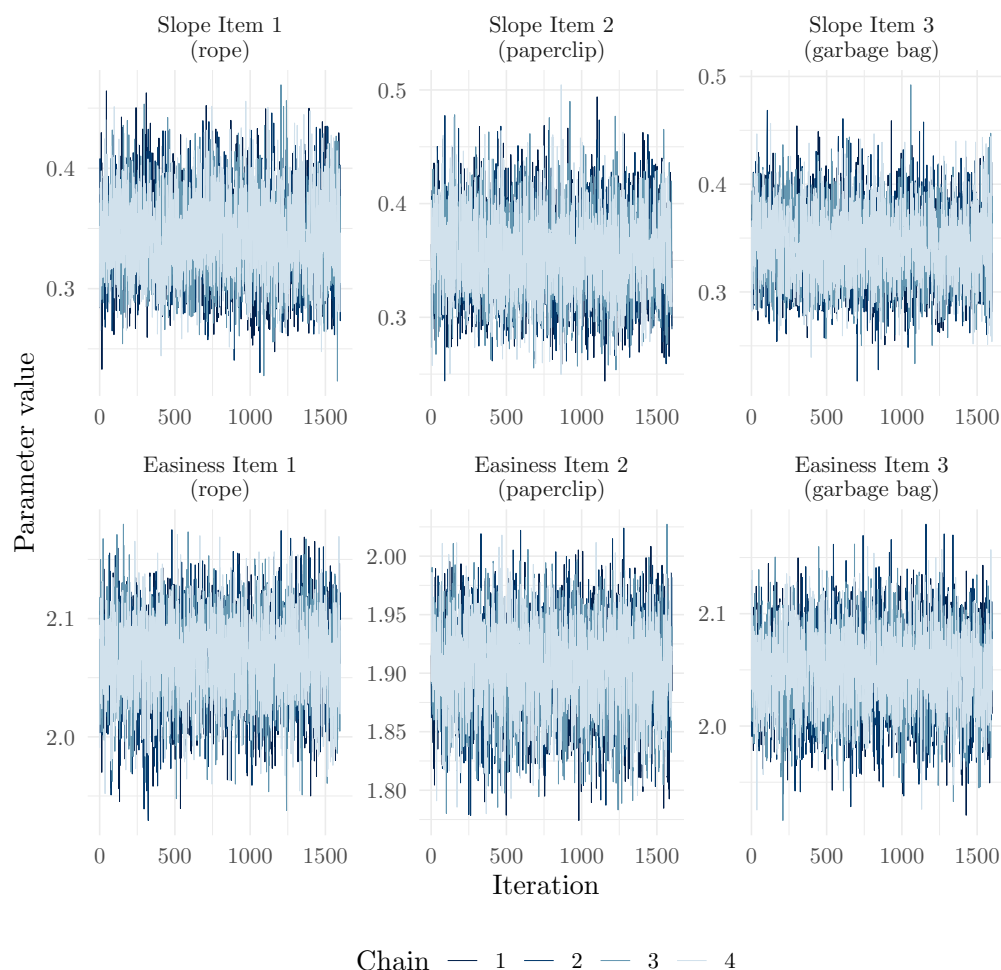 Slope Item 1
(rope)
Slope Item 2
(paperclip)
Slope Item 3
(garbage bag)
0.4
0.3
0 500 1000 1500
0.5
0.4
0.3
0 500 1000 1500
0.5
0.4
0.3
0 500 1000 1500
Parameter value
Easiness Item 1
(rope)
Easiness Item 2
(paperclip)
Easiness Item 3
(garbage bag)
2.1
2.0
0 500 1000 1500
2.00
1.95
1.90
1.85
1.80
0 500 1000 1500
2.1
2.0
0 500 1000 1500
Iteration
Chain 1 2 3 4